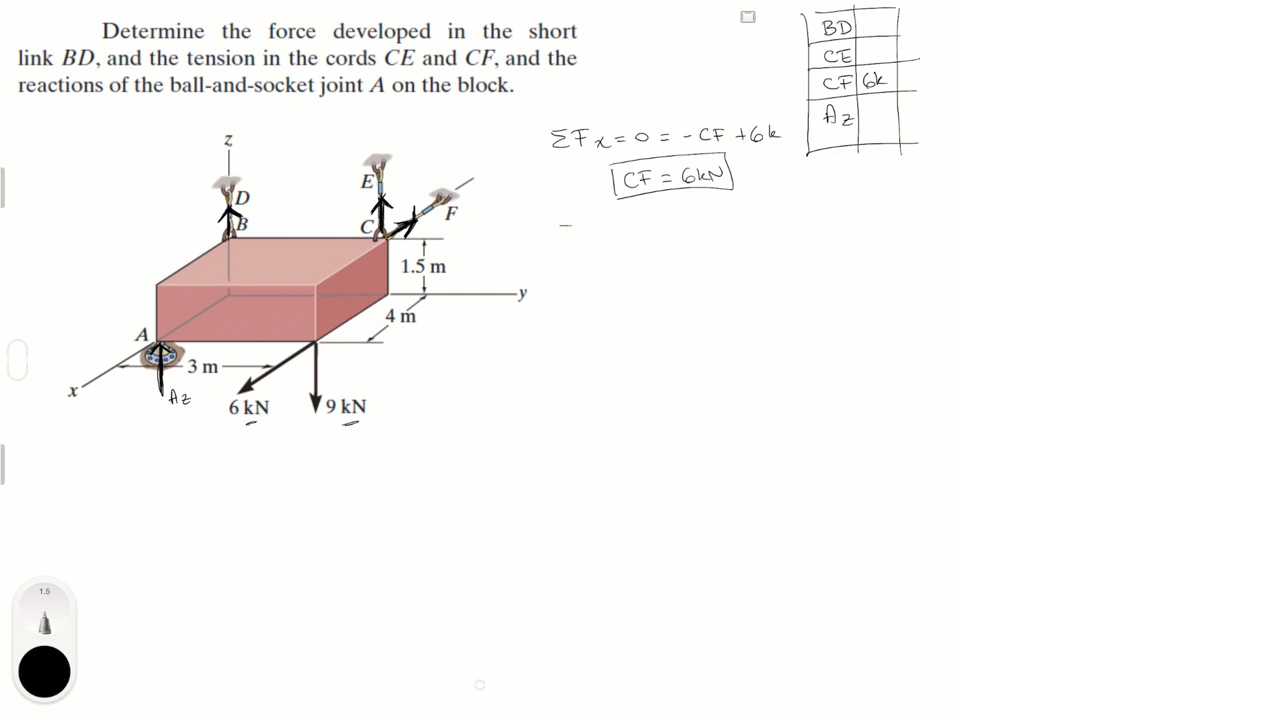 Determine the force developed in the short
link BD, and the tension in the cords CE and CF, and the
reactions of the ball-and-socket joint A on the block.
BD
CE
CF 6k
Az
ΣFx = 0 = - CF + 6k
CF = 6kN
z
D
B
E
C
F
1.5 m
y
4 m
A
3 m
x
Az
6 kN
9 kN
1.5